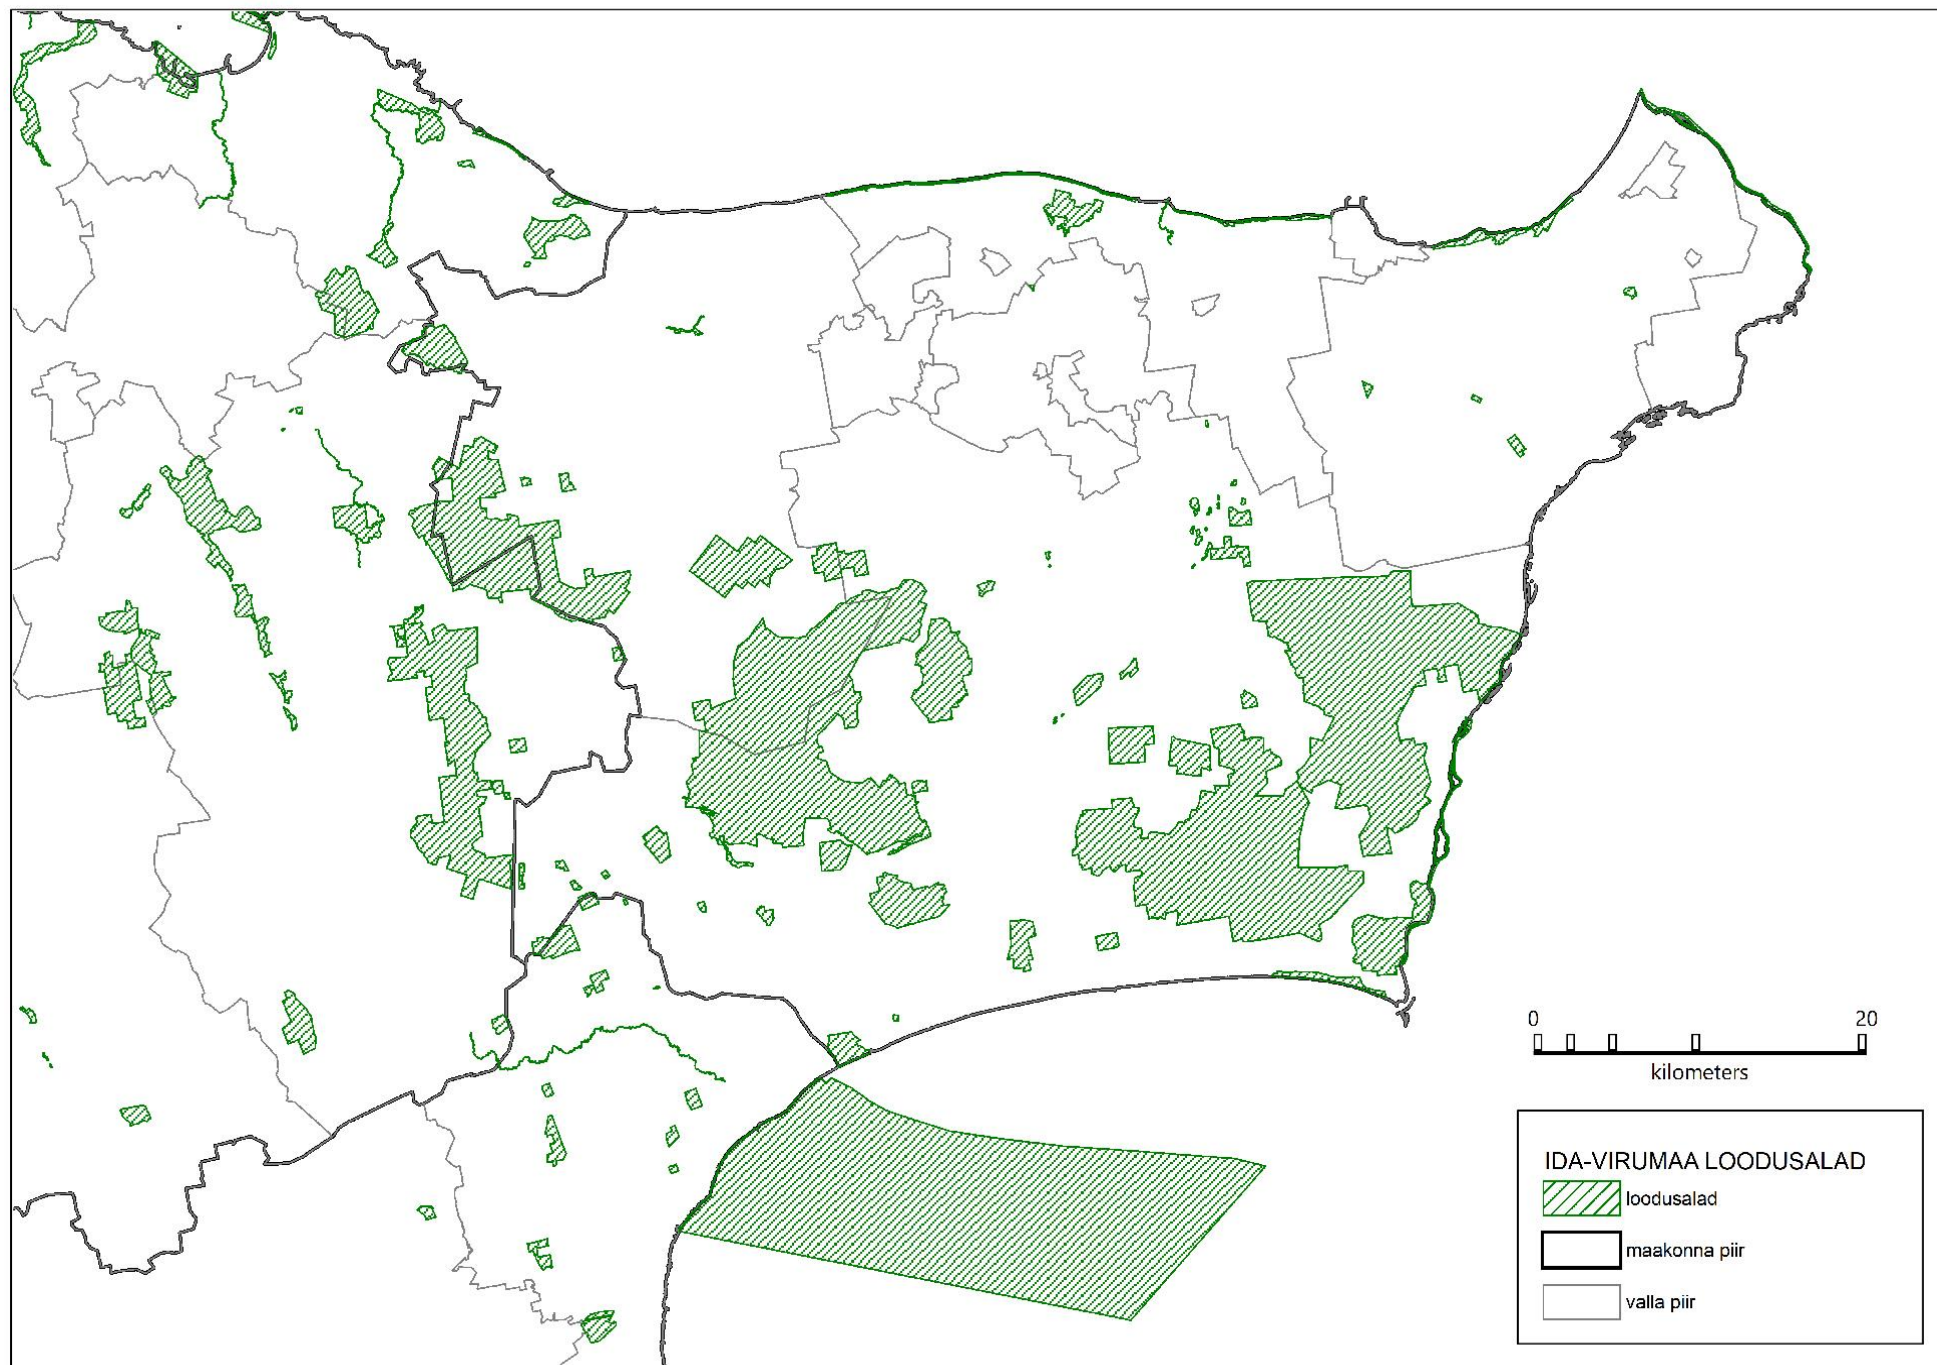 0 20
kilometers
IDA-VIRUMAA LOODUSALAD
loodusalad
maakonna piir
valla piir